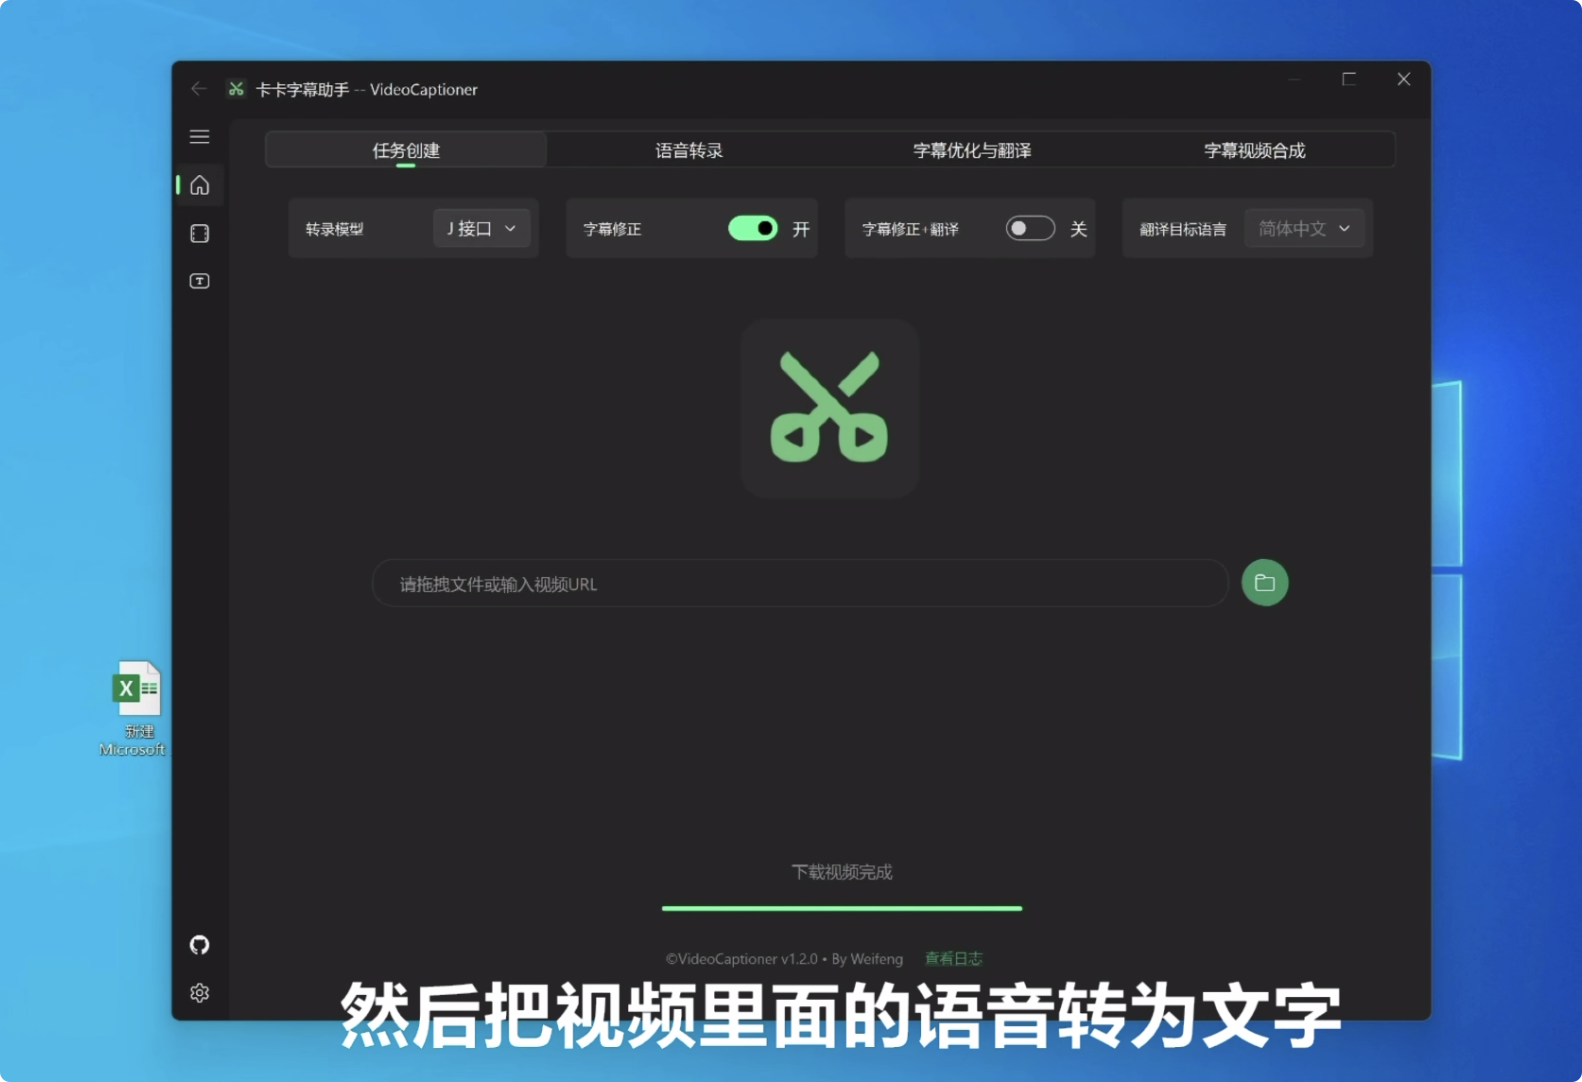 卡卡字幕助手 -- VideoCaptioner
任务创建
语音转录
字幕优化与翻译
字幕视频合成
转录模型
J 接口
字幕修正
开
字幕修正+翻译
关
翻译目标语言
简体中文
请拖拽文件或输入视频URL
新建
Microsoft
下载视频完成
©VideoCaptioner v1.2.0 • By Weifeng
查看日志
然后把视频里面的语音转为文字